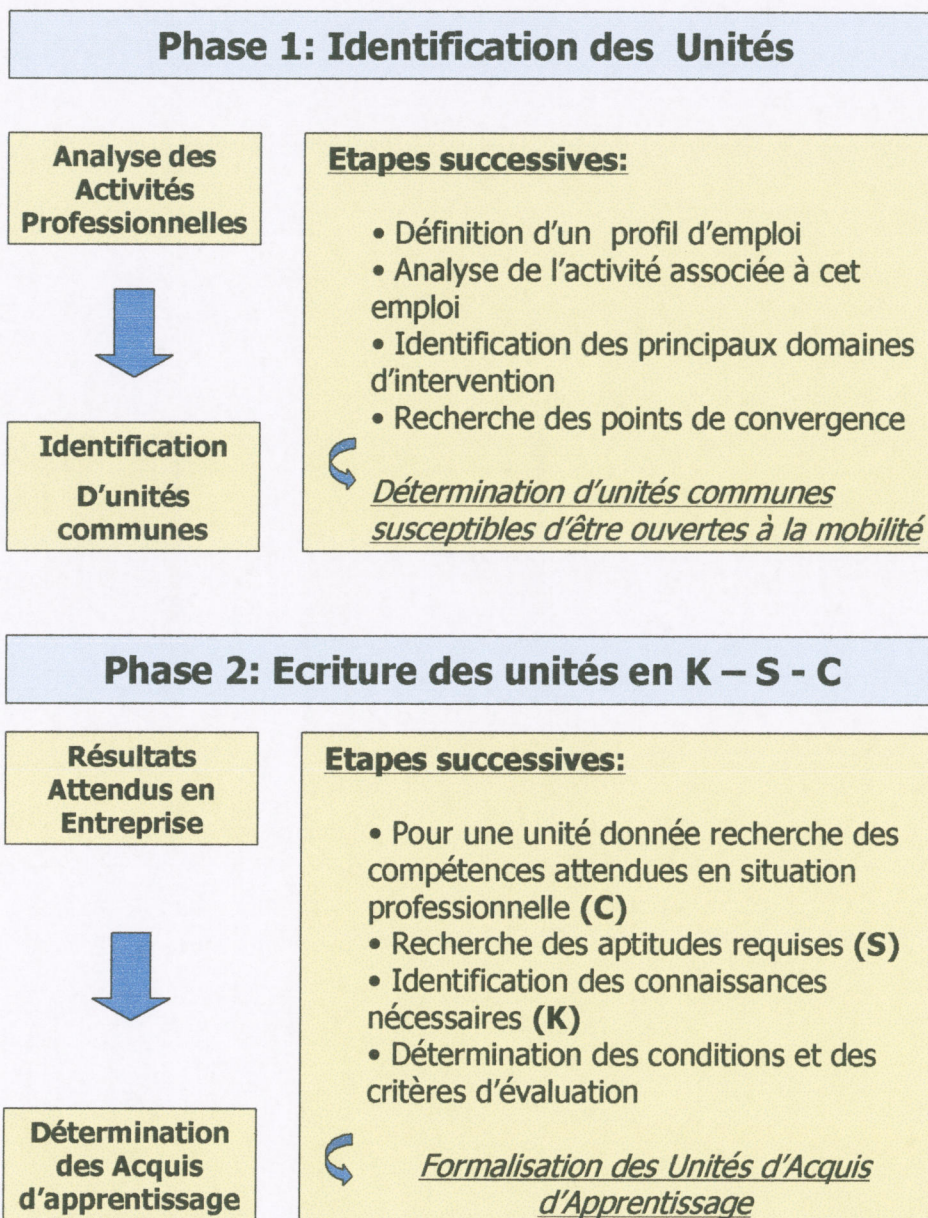 Phase 1: Identification des Unités
Analyse des
Activités
Professionnelles
Identification
D'unités
communes
Etapes successives:
• Définition d'un profil d'emploi
• Analyse de l'activité associée à cet
emploi
• Identification des principaux domaines
d'intervention
• Recherche des points de convergence
Détermination d'unités communes
susceptibles d'être ouvertes à la mobilité
Phase 2: Ecriture des unités en K – S - C
Résultats
Attendus en
Entreprise
Détermination
des Acquis
d'apprentissage
Etapes successives:
• Pour une unité donnée recherche des
compétences attendues en situation
professionnelle (C)
• Recherche des aptitudes requises (S)
• Identification des connaissances
nécessaires (K)
• Détermination des conditions et des
critères d'évaluation
Formalisation des Unités d'Acquis
d'Apprentissage